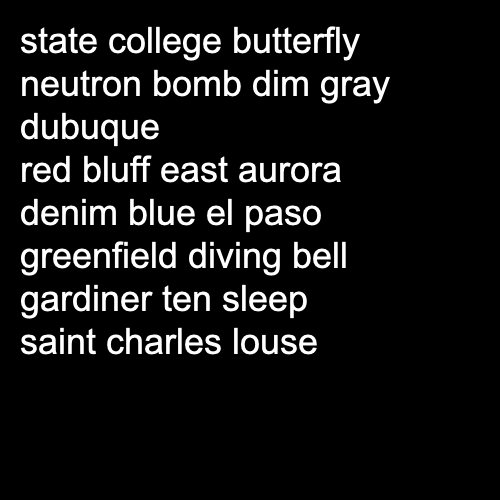 state college butterfly
neutron bomb dim gray
dubuque
red bluff east aurora
denim blue el paso
greenfield diving bell
gardiner ten sleep
saint charles louse